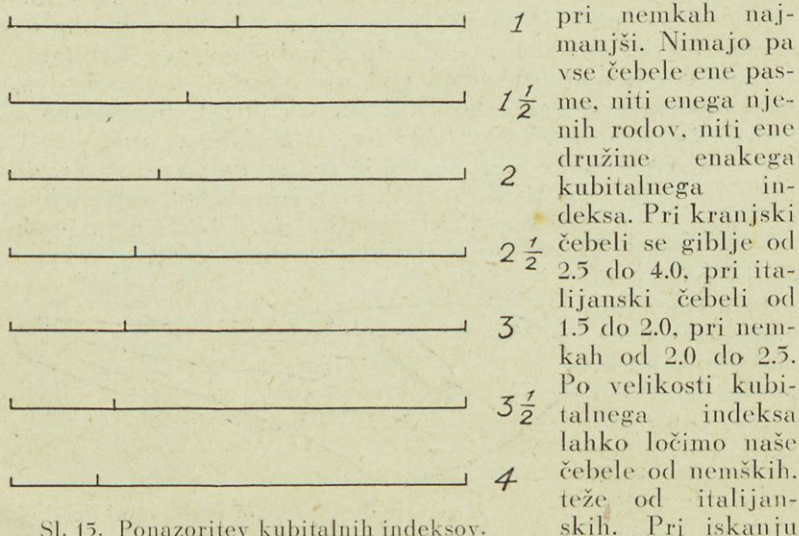 1
1 1/2
2
2 1/2
3
3 1/2
4
Sl. 15. Ponazoritev kubitalnih indeksov.
pri nemkah naj-
manjši. Nimajo pa
vse čebele ene pas-
me, niti enega nje-
nih rodov, niti ene
družine enakega
kubitalnega in-
deksa. Pri kranjski
čebeli se giblje od
2.5 do 4.0, pri ita-
lijanski čebeli od
1.5 do 2.0, pri nem-
kah od 2.0 do 2.5.
Po velikosti kubi-
talnega indeksa
lahko ločimo naše
čebele od nemških,
teže od italijan-
skih. Pri iskanju